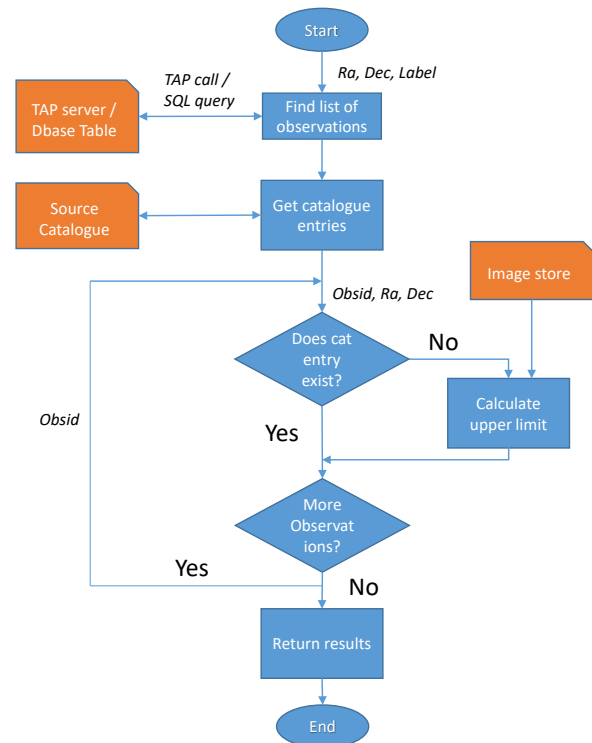 Start
Ra, Dec, Label
TAP call /
SQL query
TAP server /
Dbase Table
Find list of
observations
Source
Catalogue
Get catalogue
entries
Image store
Obsid, Ra, Dec
Does cat
entry
exist?
No
Calculate
upper limit
Obsid
Yes
More
Observat
ions?
Yes
No
Return results
End